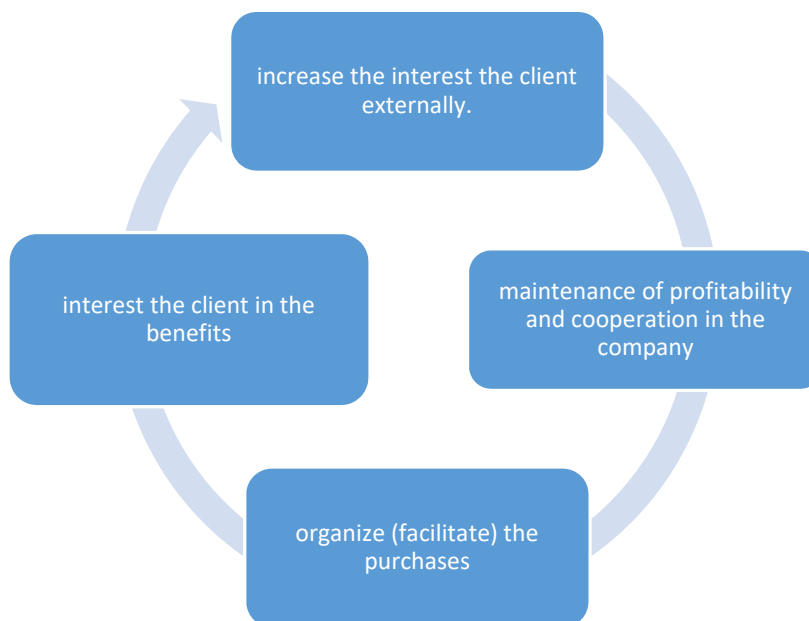 increase the interest the client
externally.
maintenance of profitability
and cooperation in the
company
organize (facilitate) the
purchases
interest the client in the
benefits